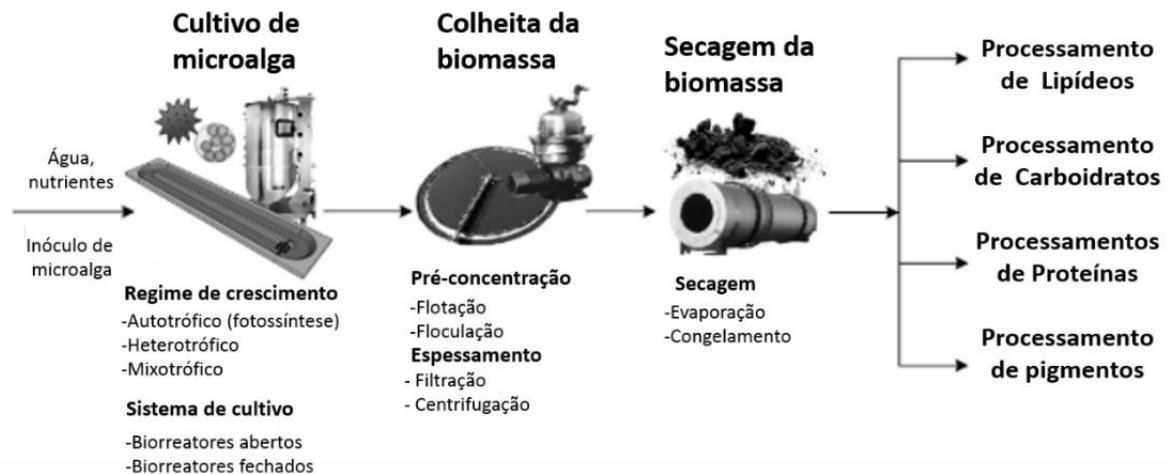 Água,
nutrientes
Inóculo de
microalga
Cultivo de
microalga
Regime de crescimento
-Autotrófico (fotossíntese)
-Heterotrófico
-Mixotrófico
Sistema de cultivo
-Biorreatores abertos
-Biorreatores fechados
Colheita da
biomassa
Pré-concentração
-Flotação
-Floculação
Espessamento
- Filtração
- Centrifugação
Secagem da
biomassa
Secagem
-Evaporação
-Congelamento
Processamento
de Lipídeos
Processamento
de Carboidratos
Processamentos
de Proteínas
Processamento
de pigmentos